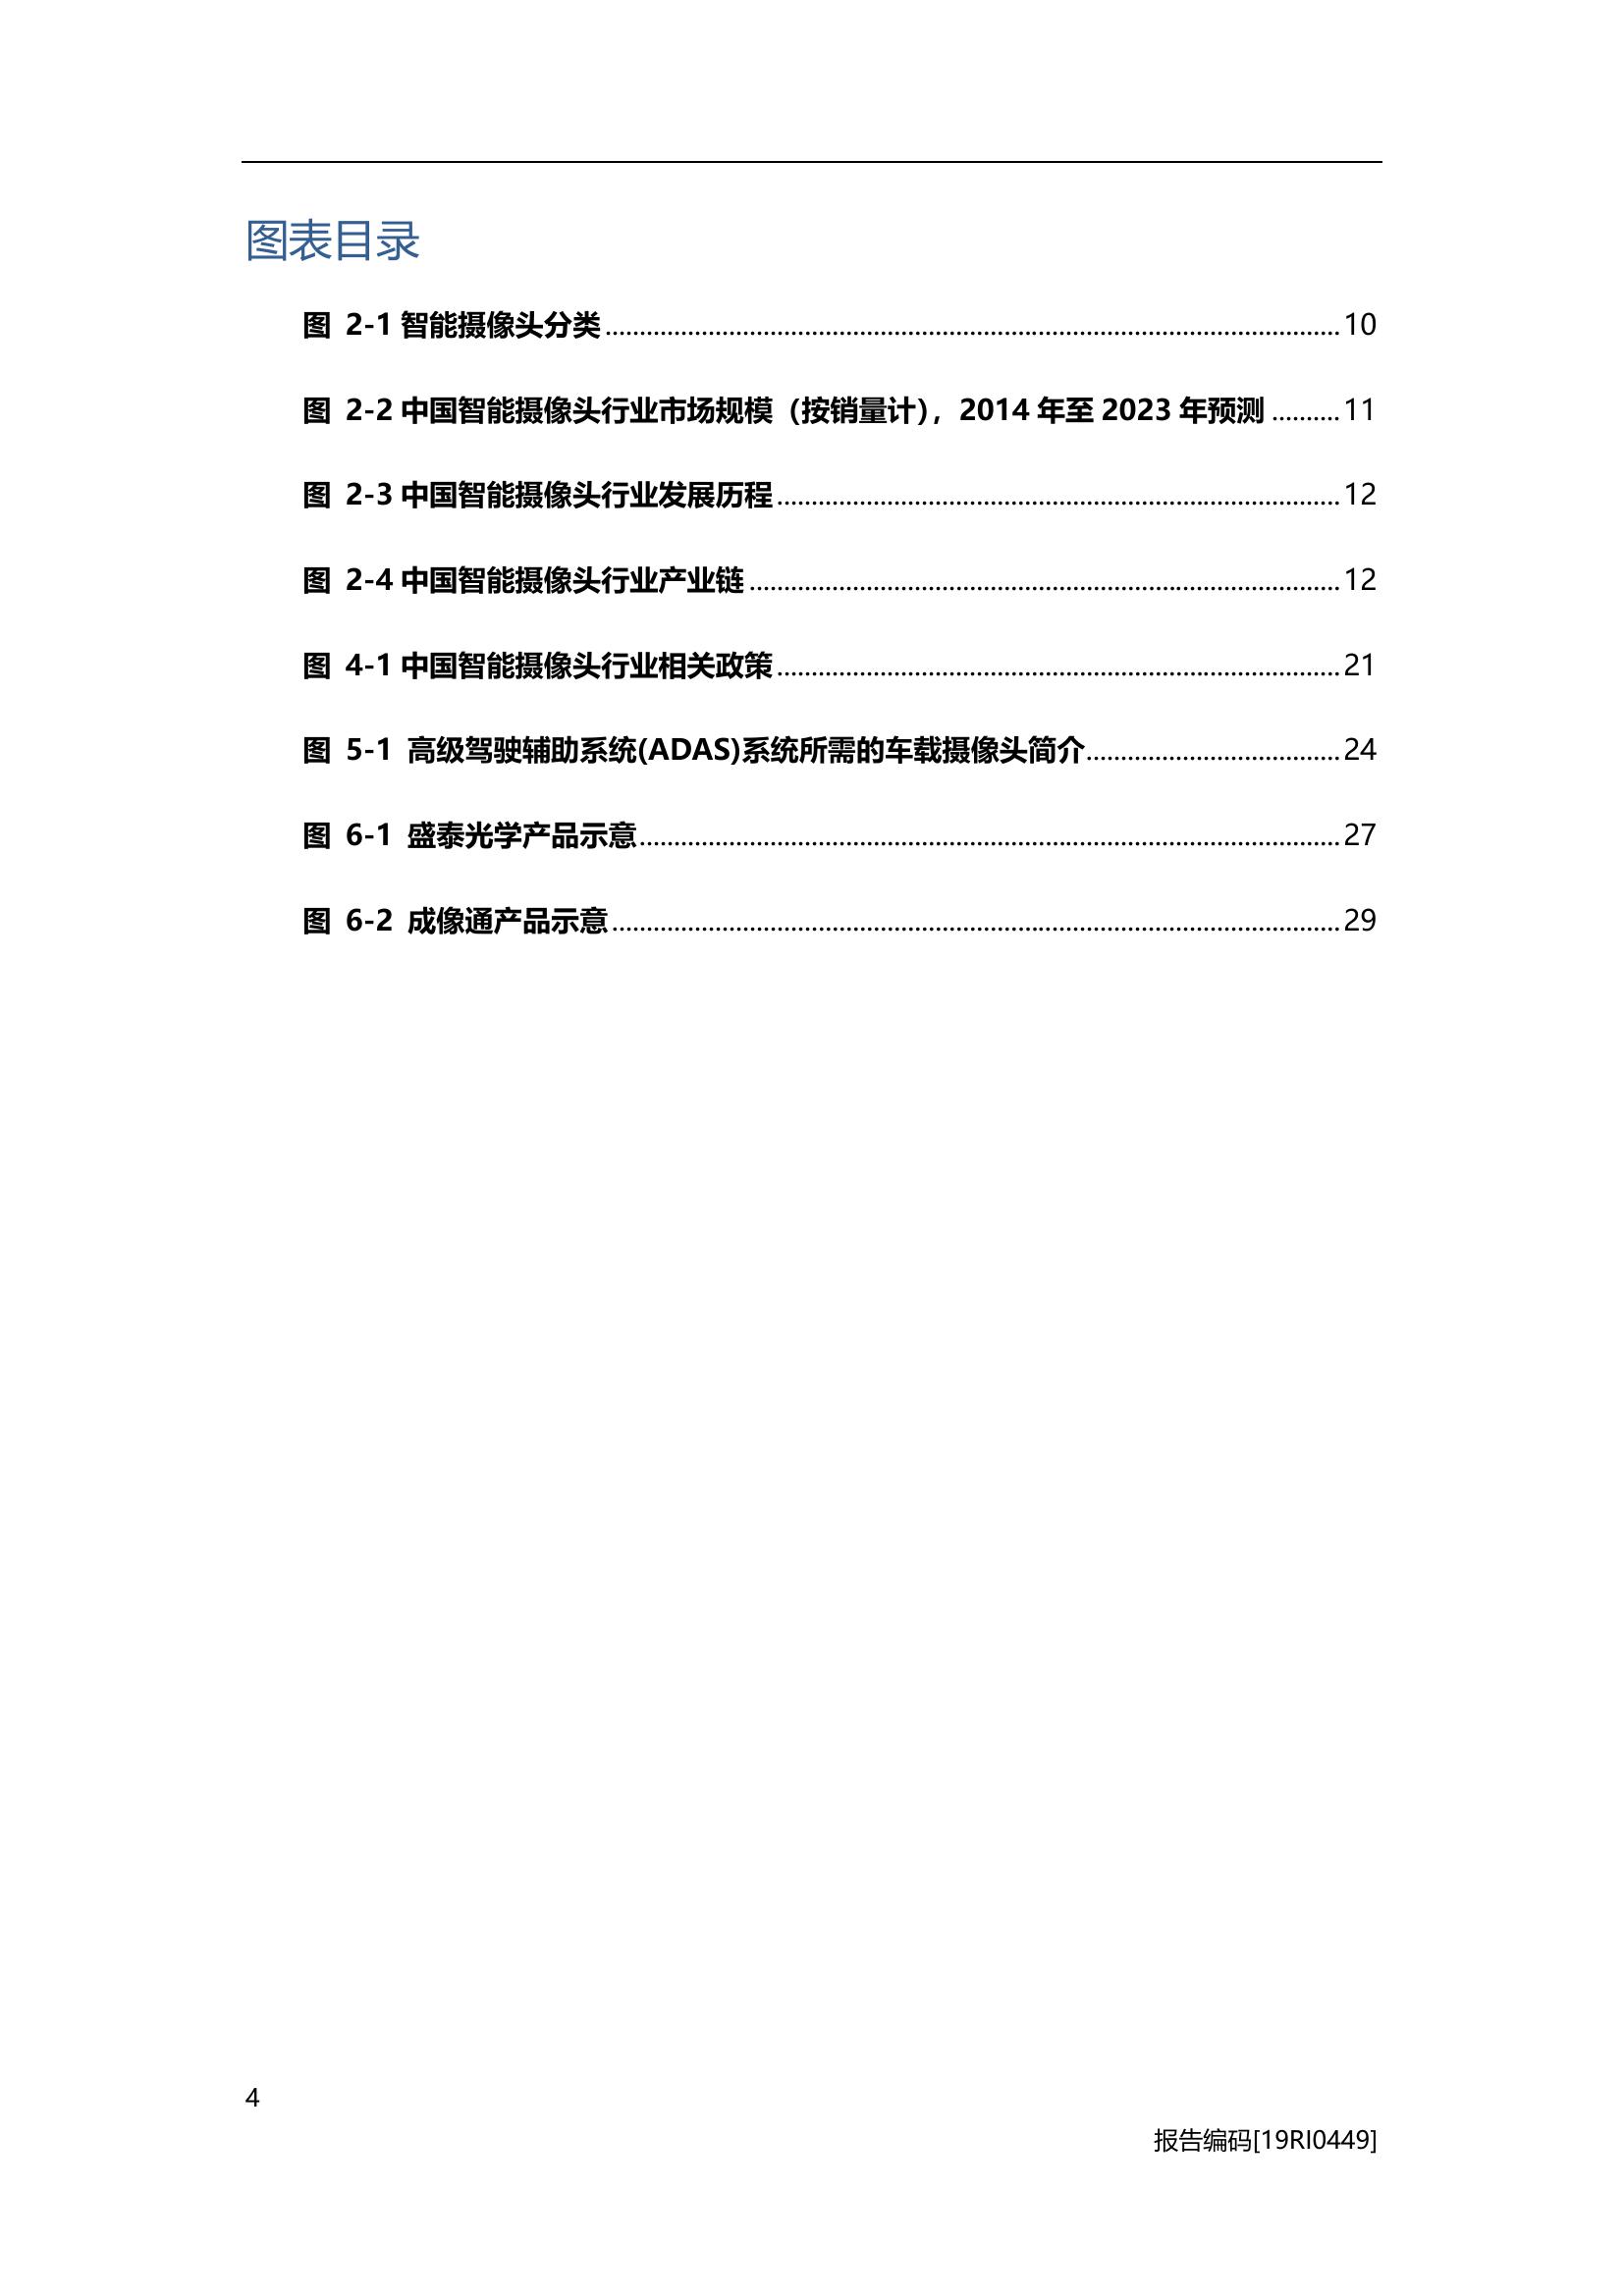 图表目录
图 2-1 智能摄像头分类 10
图 2-2 中国智能摄像头行业市场规模（按销量计），2014 年至 2023 年预测 11
图 2-3 中国智能摄像头行业发展历程 12
图 2-4 中国智能摄像头行业产业链 12
图 4-1 中国智能摄像头行业相关政策 21
图 5-1 高级驾驶辅助系统(ADAS)系统所需的车载摄像头简介 24
图 6-1 盛泰光学产品示意 27
图 6-2 成像通产品示意 29
4
报告编码[19RI0449]